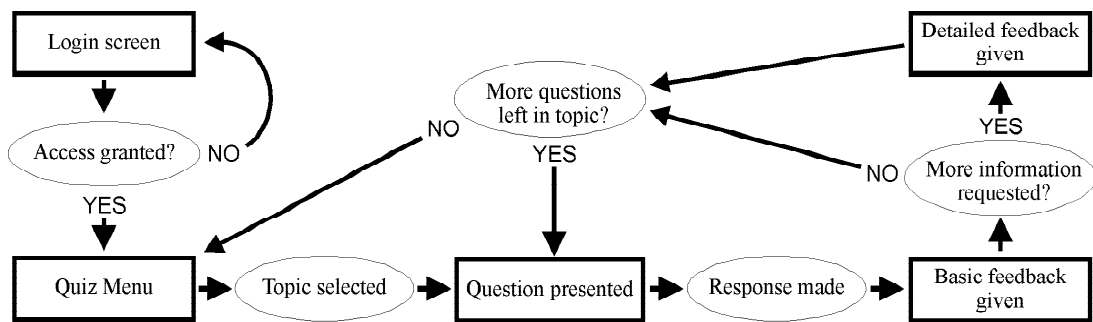 Login screen
Access granted?
NO
YES
Quiz Menu
Topic selected
More questions
left in topic?
NO
YES
Question presented
Response made
Detailed feedback
given
YES
NO
More information
requested?
Basic feedback
given